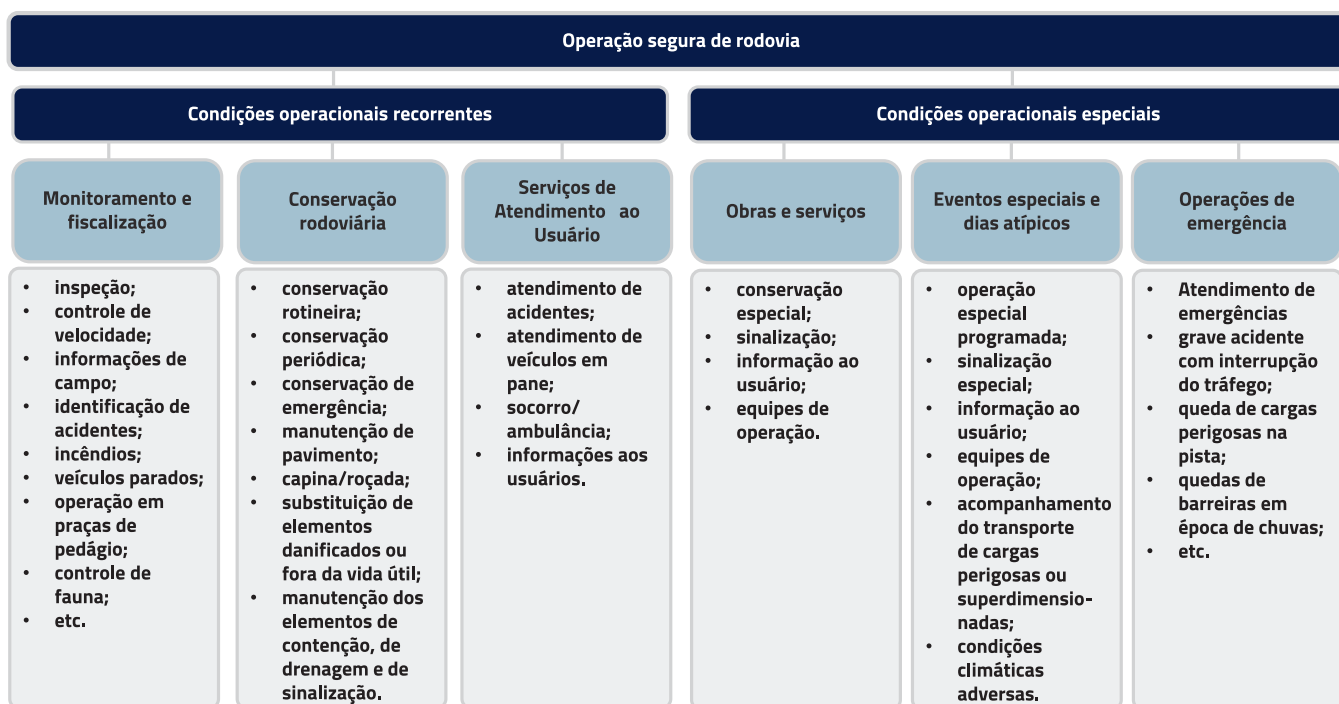 Operação segura de rodovia
Condições operacionais recorrentes
Condições operacionais especiais
Monitoramento e
fiscalização
Conservação
rodoviária
Serviços de
Atendimento ao
Usuário
Obras e serviços
Eventos especiais e
dias atípicos
Operações de
emergência
• inspeção;
• controle de
velocidade;
• informações de
campo;
• identificação de
acidentes;
• incêndios;
• veículos parados;
• operação em
praças de
pedágio;
• controle de
fauna;
• etc.
• conservação
rotineira;
• conservação
periódica;
• conservação de
emergência;
• manutenção de
pavimento;
• capina/roçada;
• substituição de
elementos
danificados ou
fora da vida útil;
• manutenção dos
elementos de
contenção, de
drenagem e de
sinalização.
• atendimento de
acidentes;
• atendimento de
veículos em
pane;
• socorro/
ambulância;
• informações aos
usuários.
• conservação
especial;
• sinalização;
• informação ao
usuário;
• equipes de
operação.
• operação
especial
programada;
• sinalização
especial;
• informação ao
usuário;
• equipes de
operação;
• acompanhamento
do transporte
de cargas
perigosas ou
superdimensio-
nadas;
• condições
climáticas
adversas.
• Atendimento de
emergências
• grave acidente
com interrupção
do tráfego;
• queda de cargas
perigosas na
pista;
• quedas de
barreiras em
época de chuvas;
• etc.